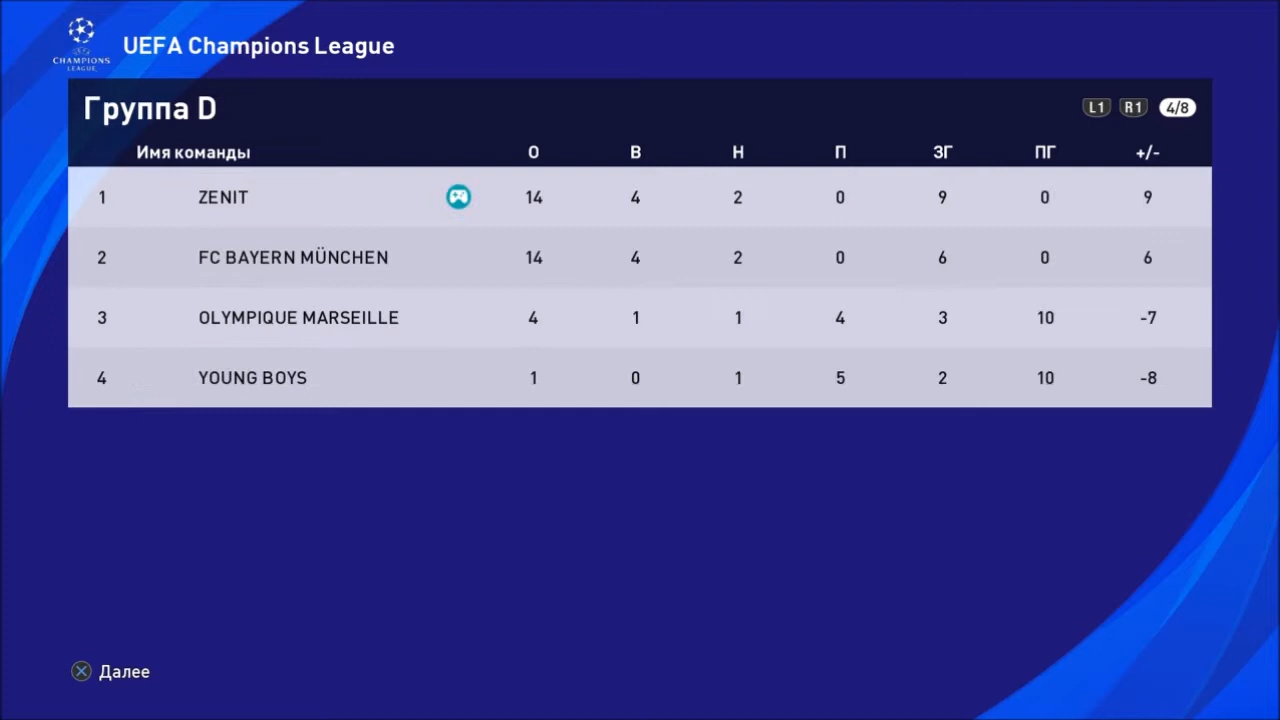 CHAMPIONS
LEAGUE
UEFA Champions League
Группа D L1 R1 4/8
Имя команды О В Н П ЗГ ПГ +/-
1 ZENIT 14 4 2 0 9 0 9
2 FC BAYERN MÜNCHEN 14 4 2 0 6 0 6
3 OLYMPIQUE MARSEILLE 4 1 1 4 3 10 -7
4 YOUNG BOYS 1 0 1 5 2 10 -8
Далее